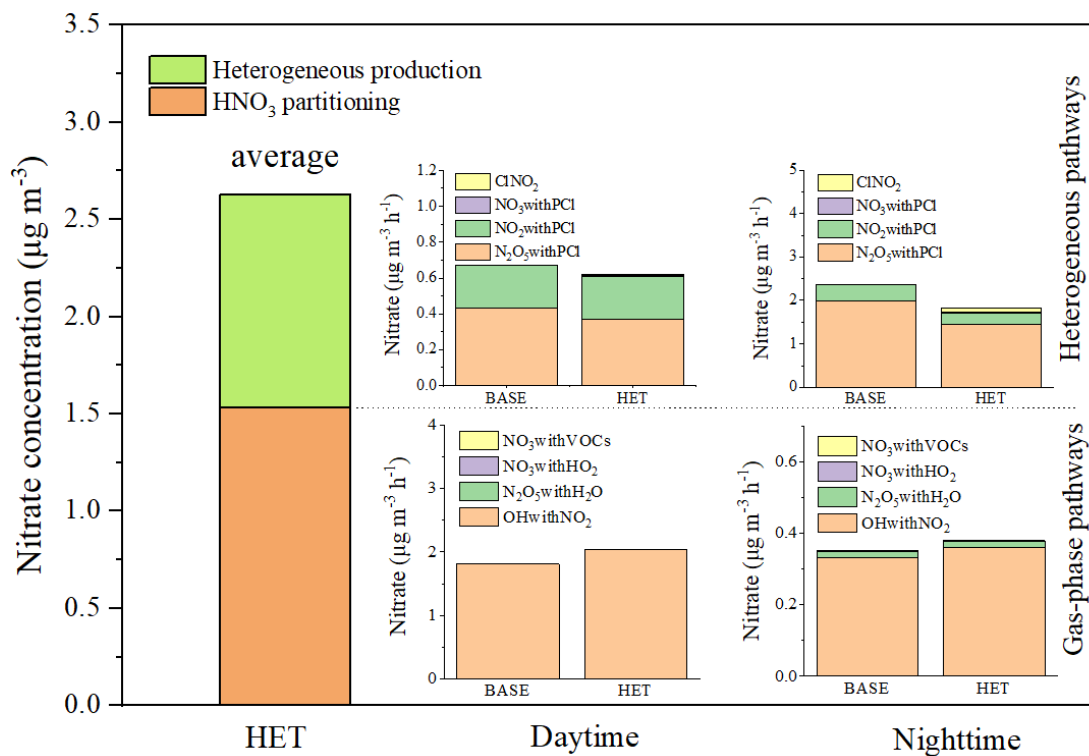 Nitrate concentration (μg m⁻³)
3.5
3.0
2.5
2.0
1.5
1.0
0.5
0.0
Heterogeneous production
HNO₃ partitioning
average
HET
Nitrate (μg m⁻³ h⁻¹)
1.2
1.0
0.8
0.6
0.4
0.2
0.0
ClNO₂
NO₃withPCl
NO₂withPCl
N₂O₅withPCl
BASE HET
Nitrate (μg m⁻³ h⁻¹)
5
4
3
2
1
0
ClNO₂
NO₃withPCl
NO₂withPCl
N₂O₅withPCl
BASE HET
Heterogeneous pathways
Nitrate (μg m⁻³ h⁻¹)
4
3
2
1
0
NO₃withVOCs
NO₃withHO₂
N₂O₅withH₂O
OHwithNO₂
BASE HET
Nitrate (μg m⁻³ h⁻¹)
0.6
0.4
0.2
0.0
NO₃withVOCs
NO₃withHO₂
N₂O₅withH₂O
OHwithNO₂
BASE HET
Gas-phase pathways
Daytime
Nighttime